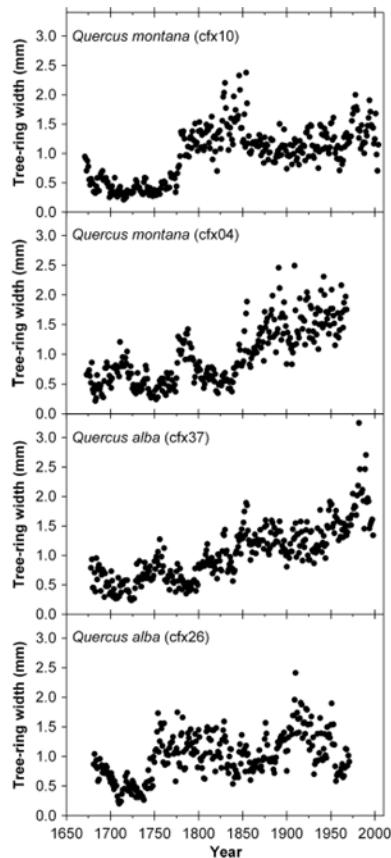 Quercus montana (cfx10)
Tree-ring width (mm)
3.0
2.5
2.0
1.5
1.0
0.5
0.0
Quercus montana (cfx04)
Tree-ring width (mm)
3.0
2.5
2.0
1.5
1.0
0.5
0.0
Quercus alba (cfx37)
Tree-ring width (mm)
3.0
2.5
2.0
1.5
1.0
0.5
0.0
Quercus alba (cfx26)
Tree-ring width (mm)
3.0
2.5
2.0
1.5
1.0
0.5
0.0
1650 1700 1750 1800 1850 1900 1950 2000
Year